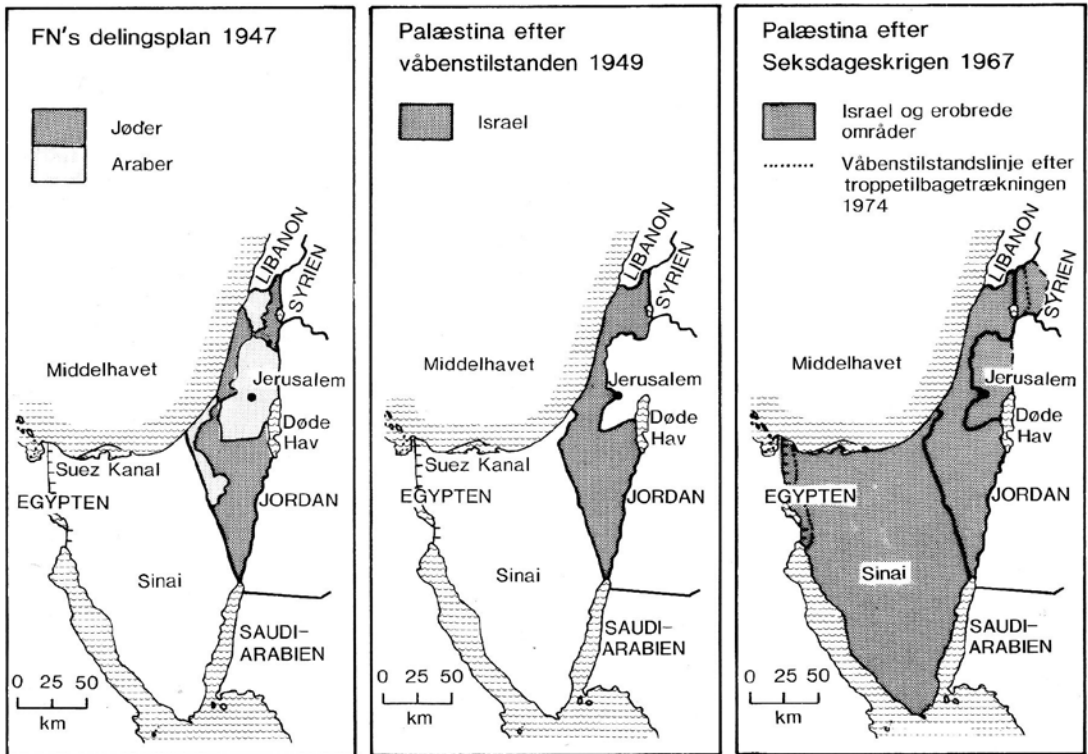 FN's delingsplan 1947
Jøder
Araber
LIBANON
SYRIEN
Middelhavet
Jerusalem
Døde
Hav
Suez Kanal
EGYPTEN
JORDAN
Sinai
SAUDI-
ARABIEN
0 25 50
km
Palæstina efter
våbenstilstanden 1949
Israel
LIBANON
SYRIEN
Middelhavet
Jerusalem
Døde
Hav
Suez Kanal
EGYPTEN
JORDAN
Sinai
SAUDI-
ARABIEN
0 25 50
km
Palæstina efter
Seksdageskrigen 1967
Israel og erobrede
områder
Våbenstilstandslinje efter
troppetilbagetrækningen
1974
LIBANON
SYRIEN
Middelhavet
Jerusalem
Døde
Hav
EGYPTEN
JORDAN
Sinai
SAUDI-
ARABIEN
0 25 50
km